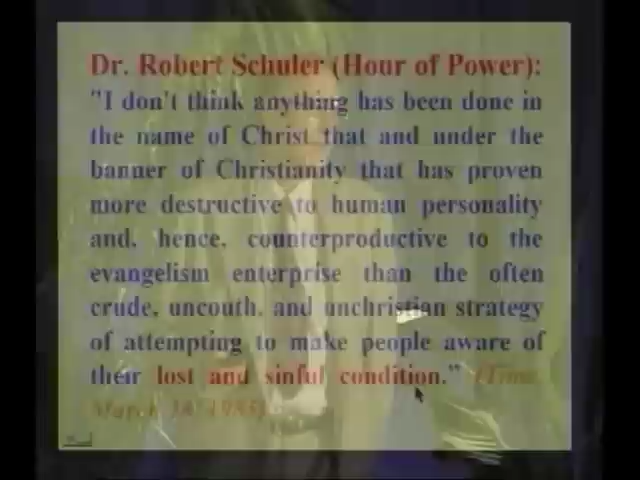 Dr. Robert Schuler (Hour of Power):
"I don't think anything has been done in
the name of Christ that and under the
banner of Christianity that has proven
more destructive to human personality
and, hence, counterproductive to the
evangelism enterprise than the often
crude, uncouth, and unchristian strategy
of attempting to make people aware of
their lost and sinful condition." (Time
March 18, 1985)